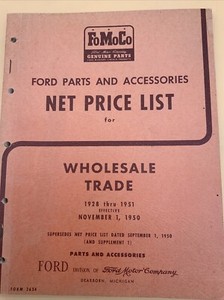 FoMoCo
GENUINE PARTS
FORD PARTS AND ACCESSORIES
NET PRICE LIST
for
WHOLESALE
TRADE
1928 thru 1951
EFFECTIVE
NOVEMBER 1, 1950
SUPERSEDES NET PRICE LIST DATED SEPTEMBER 1, 1950
(AND SUPPLEMENT 1)
PARTS AND ACCESSORIES
FORD DIVISION OF Ford Motor Company,
DEARBORN, MICHIGAN